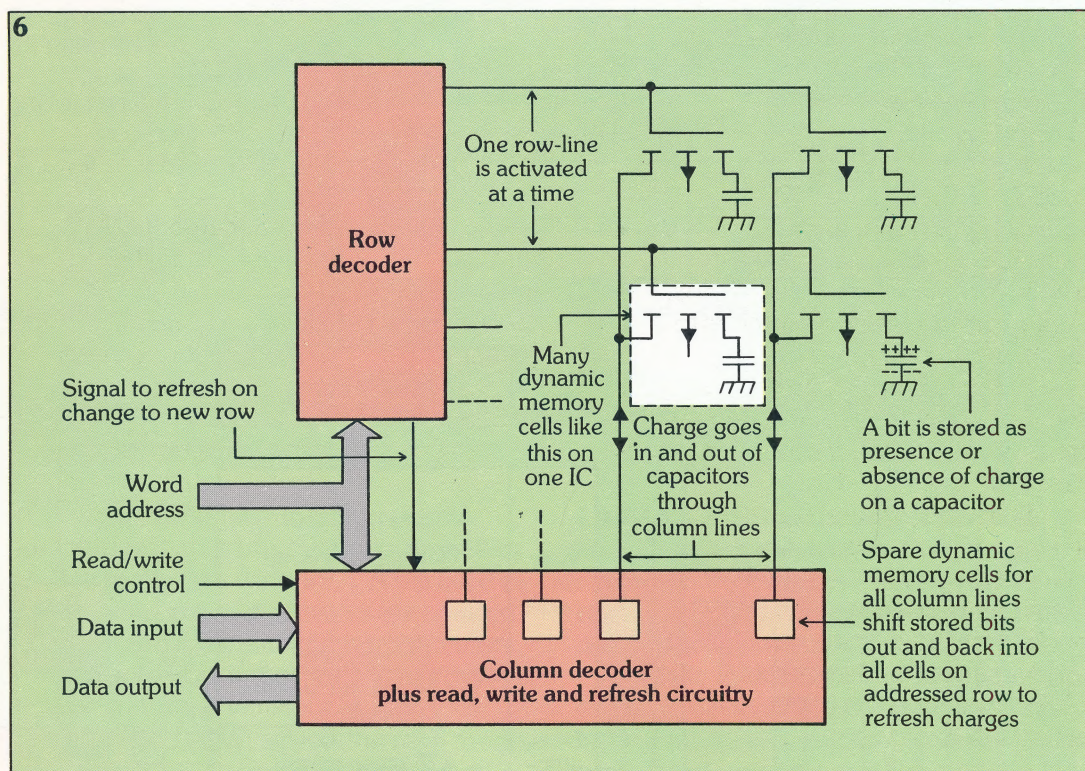 6
One row-line
is activated
at a time
Row
decoder
Many
dynamic
memory
cells like
this on
one IC
Charge goes
in and out of
capacitors
through
column lines
++++
A bit is stored as
presence or
absence of charge
on a capacitor
Signal to refresh on
change to new row
Word
address
Read/write
control
Data input
Data output
Column decoder
plus read, write and refresh circuitry
Spare dynamic
memory cells for
all column lines
shift stored bits
out and back into
all cells on
addressed row to
refresh charges